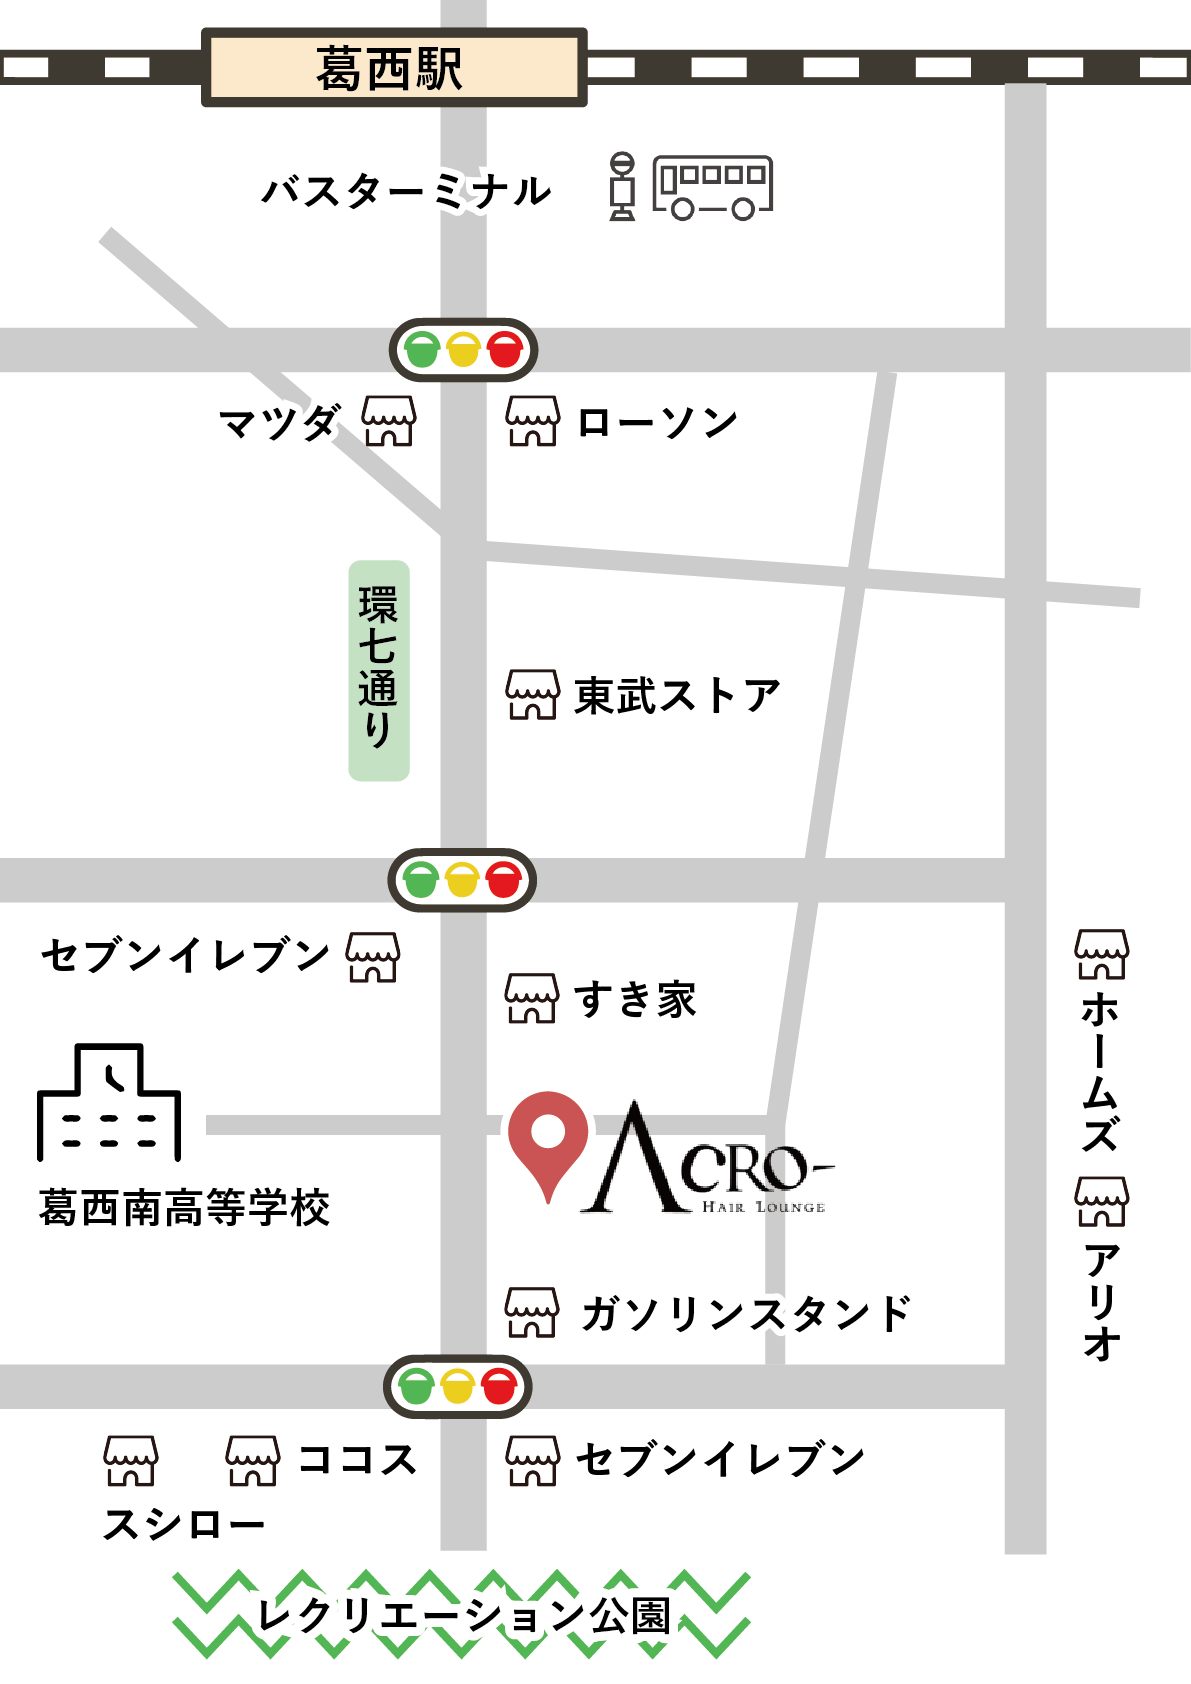 葛西駅
バスターミナル
マツダ
ローソン
環七通り
東武ストア
セブンイレブン
すき家
ホームズ
ACRO-
HAIR LOUNGE
葛西南高等学校
アリオ
ガソリンスタンド
ココス
セブンイレブン
スシロー
レクリエーション公園